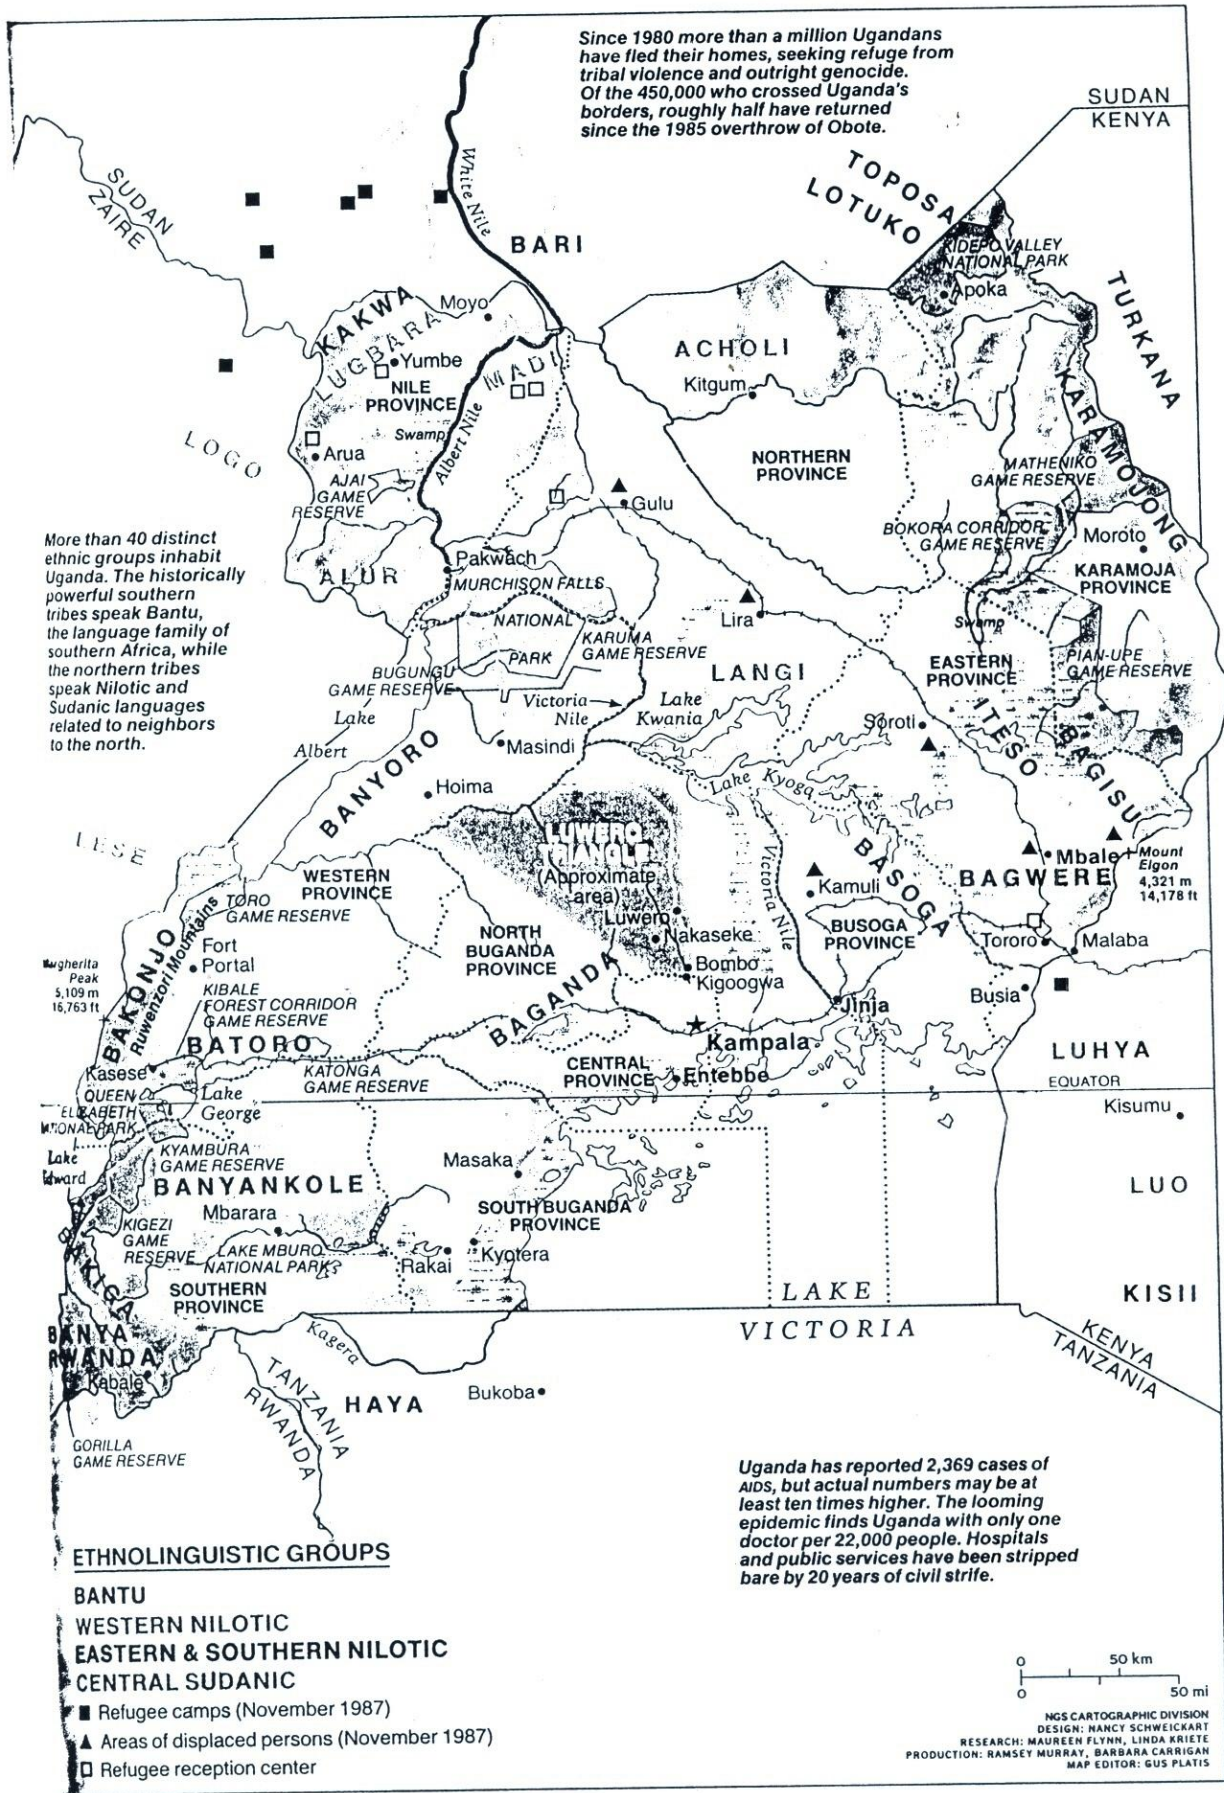 Since 1980 more than a million Ugandans
have fled their homes, seeking refuge from
tribal violence and outright genocide.
Of the 450,000 who crossed Uganda's
borders, roughly half have returned
since the 1985 overthrow of Obote.
SUDAN
KENYA
SUDAN
ZAIRE
White Nile
TOPOSA
LOTUKO
BARI
KIDEPO VALLEY
NATIONAL PARK
Apoka
TURKANA
KAKWA
Moyo
LUGBARA
Yumbe
MADI
ACHOLI
Kitgum
NILE
PROVINCE
KARAMOJONG
Swamp
Albert Nile
LOGO
Arua
NORTHERN
PROVINCE
MATHENIKO
GAME RESERVE
AJAI
GAME
RESERVE
Gulu
BOKORA CORRIDOR
GAME RESERVE
Moroto
More than 40 distinct
ethnic groups inhabit
Uganda. The historically
powerful southern
tribes speak Bantu,
the language family of
southern Africa, while
the northern tribes
speak Nilotic and
Sudanic languages
related to neighbors
to the north.
Pakwach
ALUR
MURCHISON FALLS
NATIONAL
PARK
KARAMOJA
PROVINCE
Lira
Swamp
KARUMA
GAME RESERVE
BUGUNGU
GAME RESERVE
EASTERN
PROVINCE
PIAN-UPE
GAME RESERVE
LANGI
Victoria
Nile
Lake
Kwania
Lake
Albert
Soroti
ITESO
BAGISU
Masindi
BANYORO
Hoima
Lake Kyoga
LUWERO
TRIANGLE
(Approximate
area)
LESE
Victoria Nile
BASOGA
Mbale
Mount
Elgon
4,321 m
14,178 ft
WESTERN
PROVINCE
BAGWERE
Kamuli
TORO
GAME RESERVE
Luwero
BUSOGA
PROVINCE
Nakaseke
NORTH
BUGANDA
PROVINCE
Tororo
Malaba
Fort
Portal
Bombo
Kigoogwa
Peak
5,109 m
16,763 ft
BAKONJO
Ruwenzori Mountains
KIBALE
FOREST CORRIDOR
GAME RESERVE
BAGANDA
Busia
Jinja
BATORO
Kampala
LUHYA
Kasese
KATONGA
GAME RESERVE
CENTRAL
PROVINCE
Entebbe
EQUATOR
QUEEN
ELIZABETH
Lake
George
Kisumu
KYAMBURA
GAME RESERVE
Lake
Masaka
BANYANKOLE
LUO
Mbarara
SOUTH BUGANDA
PROVINCE
KIGEZI
GAME
RESERVE
LAKE MBURO
NATIONAL PARK
Rakai
Kyotera
KIGA
SOUTHERN
PROVINCE
LAKE
VICTORIA
KISII
BANYA-
RWANDA
Kabale
Kagera
KENYA
TANZANIA
TANZANIA
RWANDA
HAYA
Bukoba
GORILLA
GAME RESERVE
Uganda has reported 2,369 cases of
AIDS, but actual numbers may be at
least ten times higher. The looming
epidemic finds Uganda with only one
doctor per 22,000 people. Hospitals
and public services have been stripped
bare by 20 years of civil strife.
ETHNOLINGUISTIC GROUPS
BANTU
WESTERN NILOTIC
EASTERN & SOUTHERN NILOTIC
CENTRAL SUDANIC
Refugee camps (November 1987)
Areas of displaced persons (November 1987)
Refugee reception center
0 50 km
0 50 mi
NGS CARTOGRAPHIC DIVISION
DESIGN: NANCY SCHWEICKART
RESEARCH: MAUREEN FLYNN, LINDA KRIETE
PRODUCTION: RAMSEY MURRAY, BARBARA CARRIGAN
MAP EDITOR: GUS PLATIS